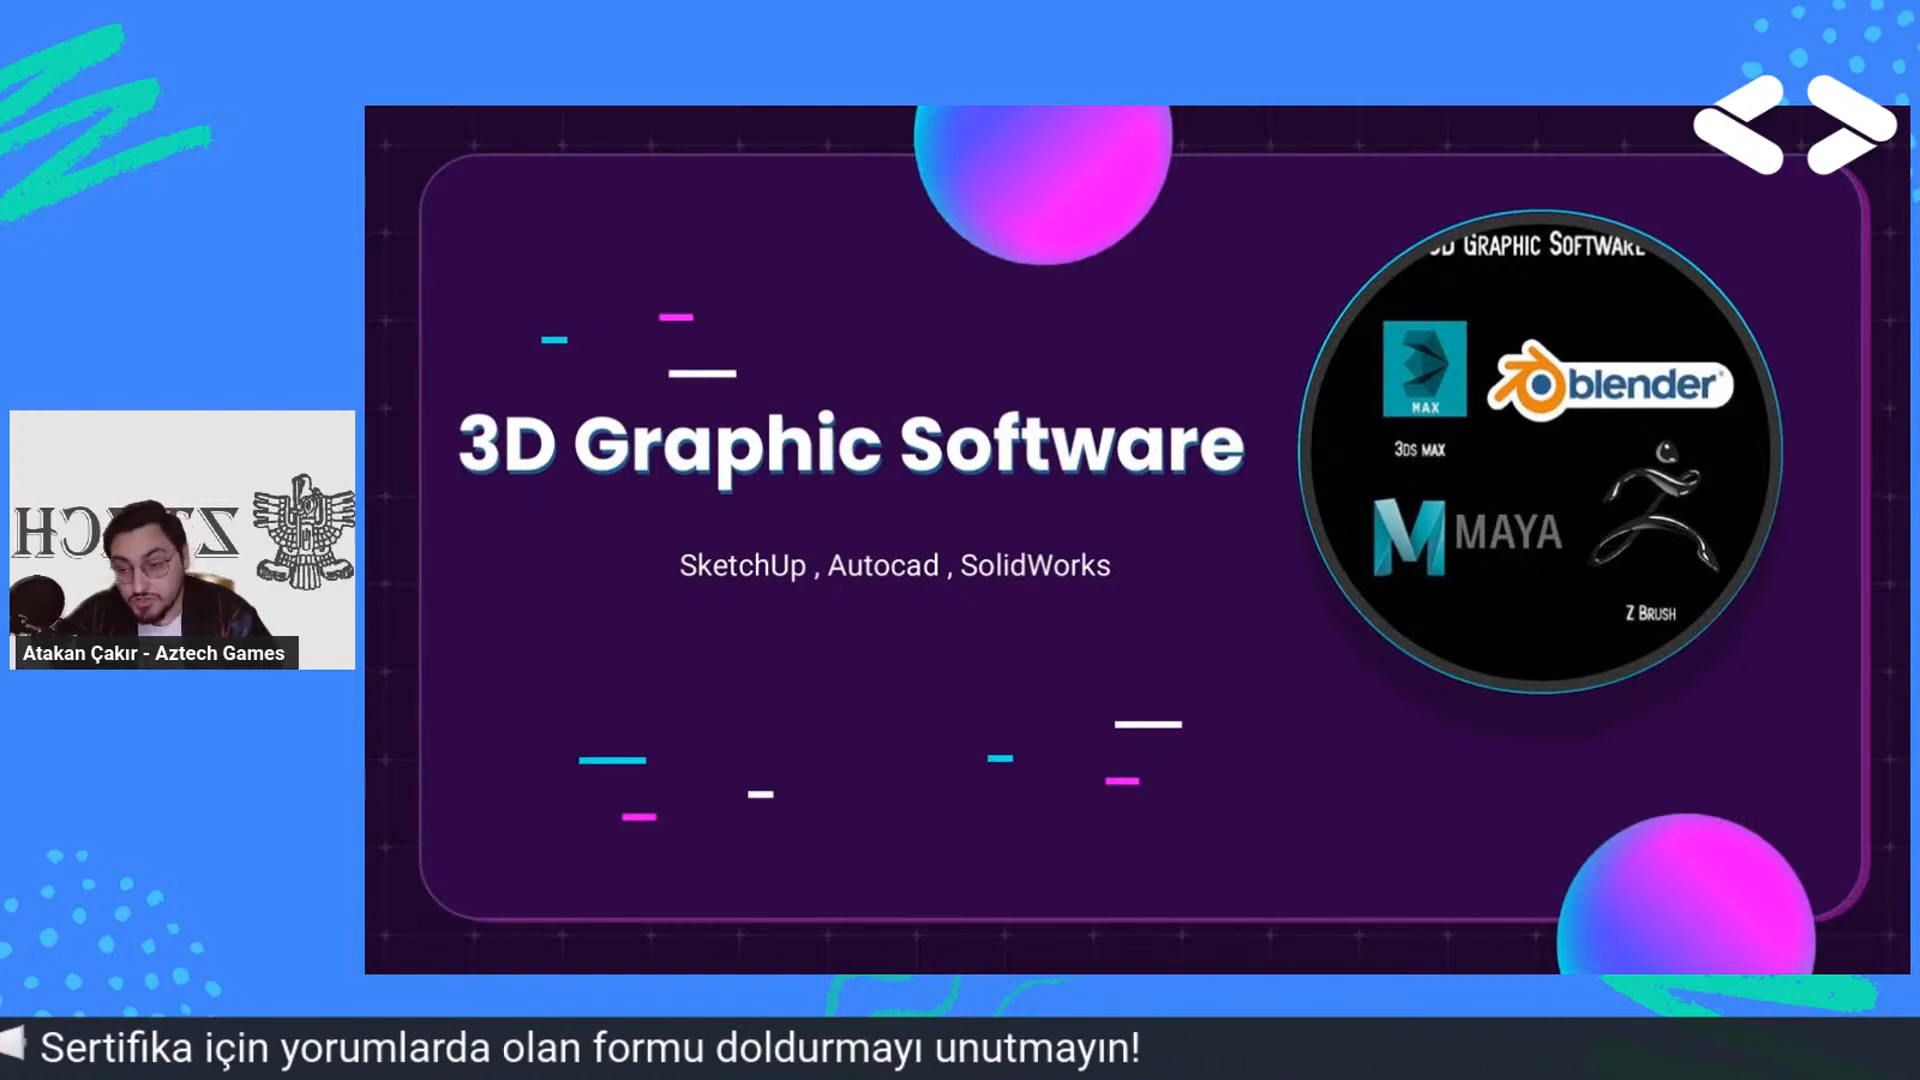 3D GRAPHIC SOFTWARE
MAX
blender
3DS MAX
3D Graphic Software
MAYA
SketchUp , Autocad , SolidWorks
Z BRUSH
Atakan Çakır - Aztech Games
Sertifika için yorumlarda olan formu doldurmayı unutmayın!